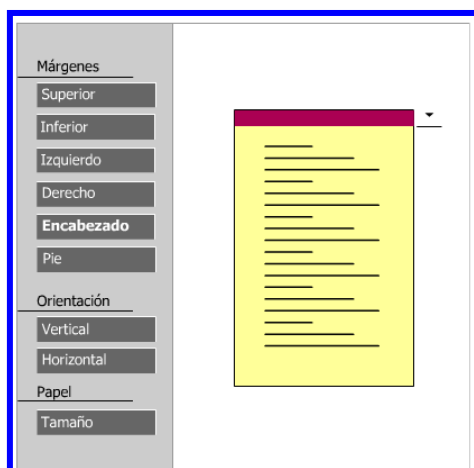 Márgenes
Superior
Inferior
Izquierdo
Derecho
Encabezado
Pie
Orientación
Vertical
Horizontal
Papel
Tamaño